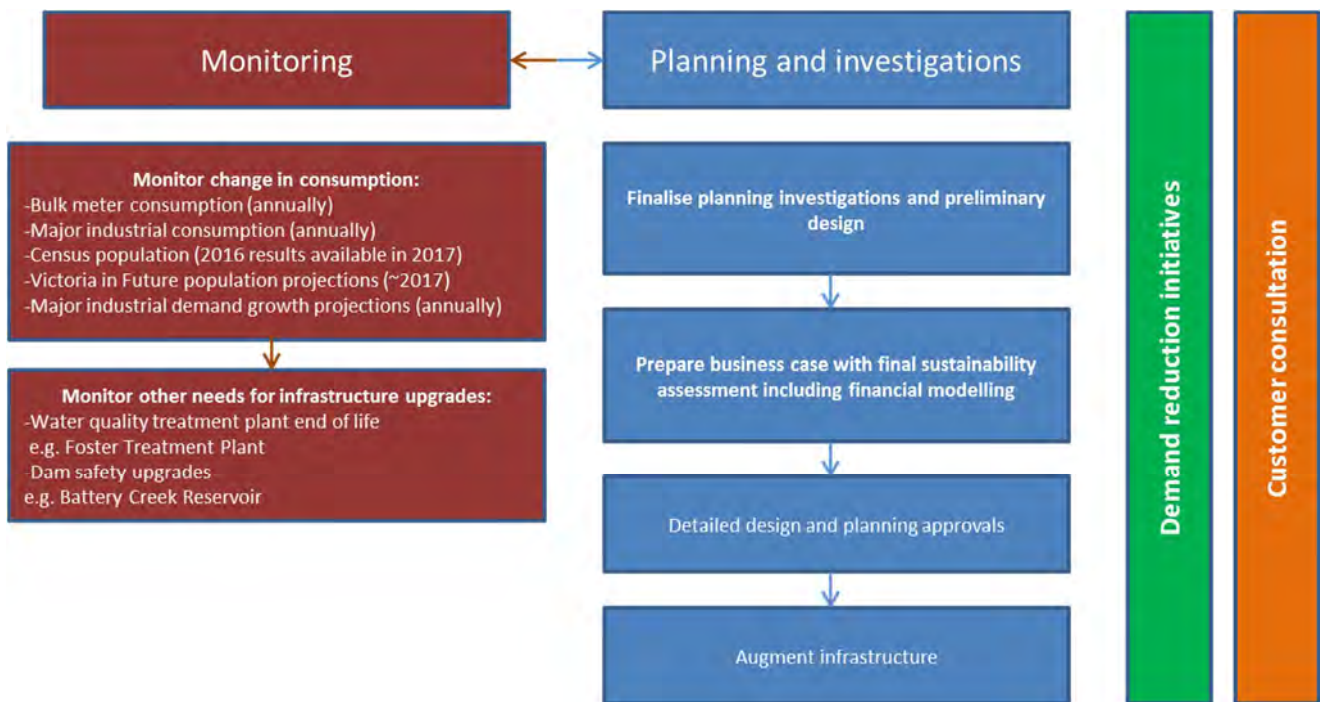 Monitoring
Planning and investigations
Monitor change in consumption:
-Bulk meter consumption (annually)
-Major industrial consumption (annually)
-Census population (2016 results available in 2017)
-Victoria in Future population projections (~2017)
-Major industrial demand growth projections (annually)
Monitor other needs for infrastructure upgrades:
-Water quality treatment plant end of life
e.g. Foster Treatment Plant
-Dam safety upgrades
e.g. Battery Creek Reservoir
Finalise planning investigations and preliminary
design
Prepare business case with final sustainability
assessment including financial modelling
Detailed design and planning approvals
Augment infrastructure
Demand reduction initiatives
Customer consultation